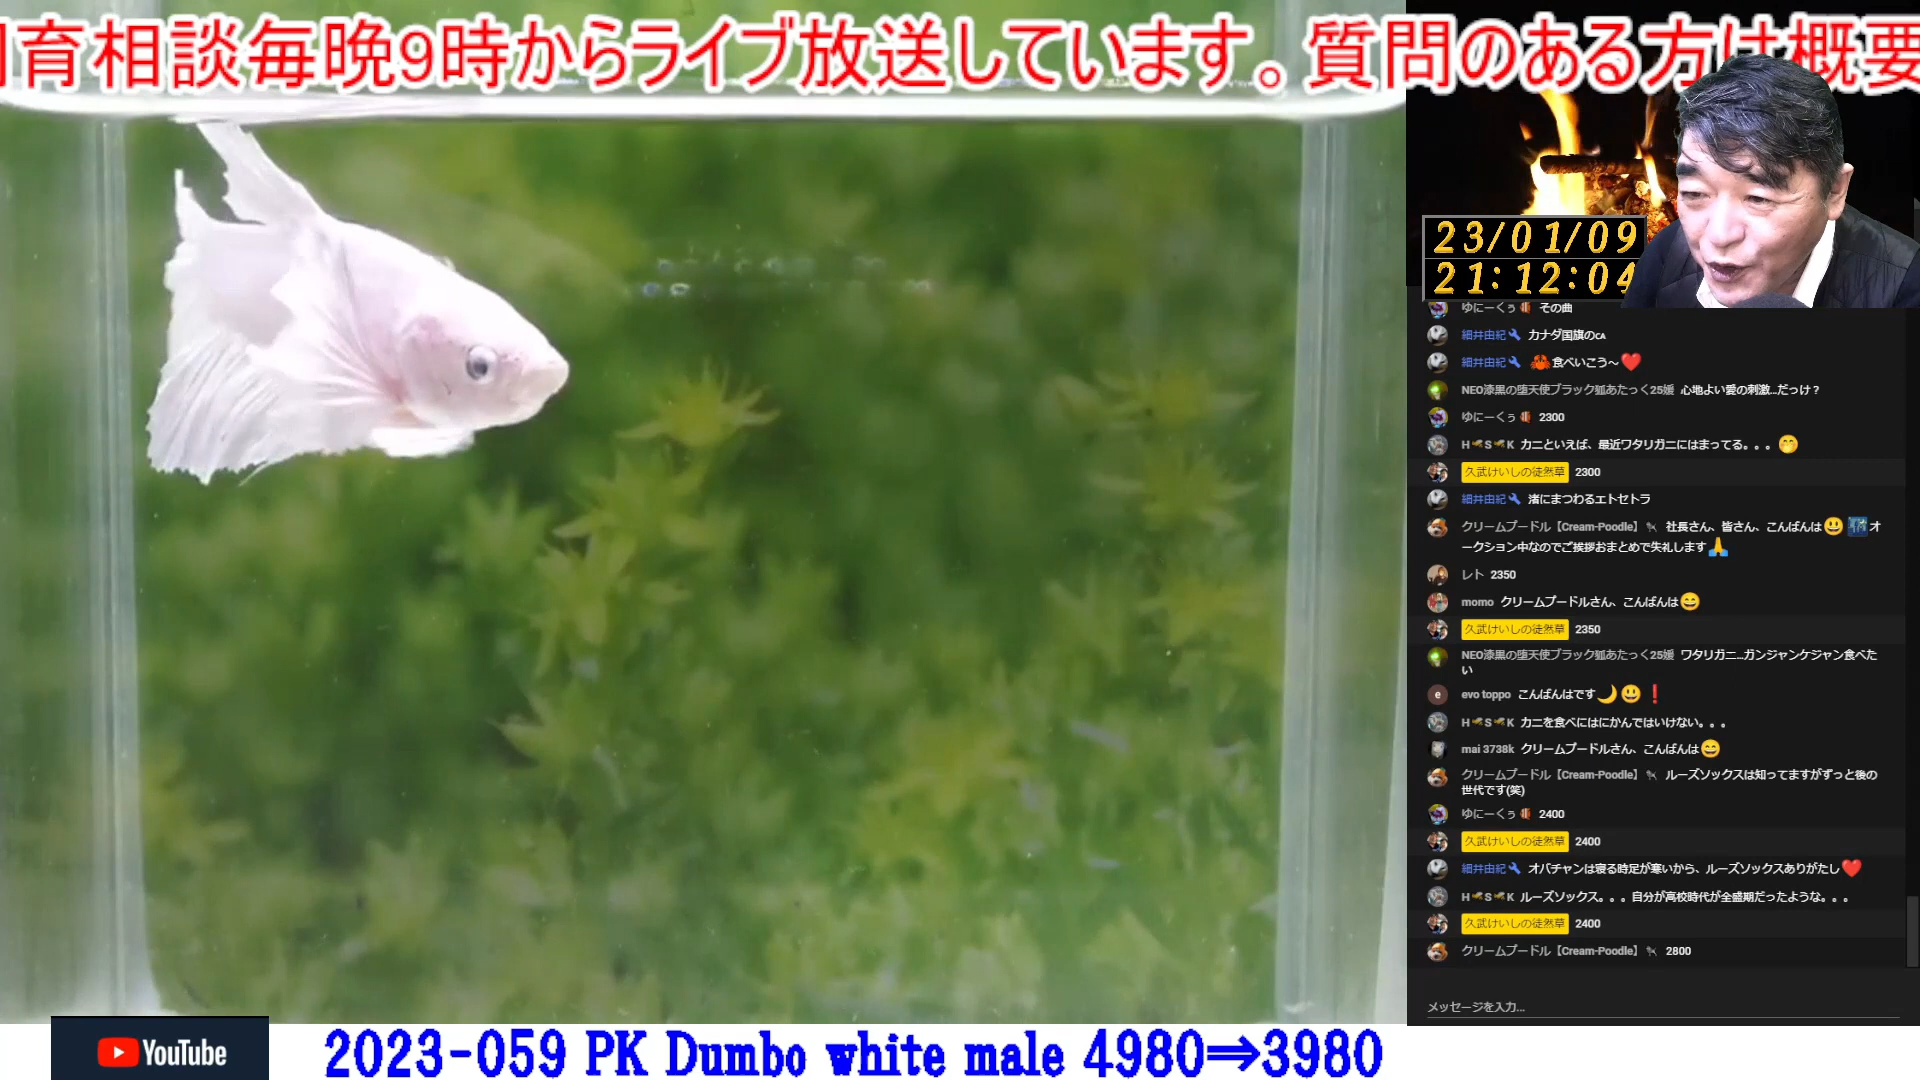 育相談毎晩9時からライブ放送しています。質問のある方は概要
23/01/09
21:12:04
ゆにーくぅ その曲
細井由紀 カナダ国旗のCA
細井由紀 🦀食べいこう～❤️
NEO漆黒の堕天使ブラック狐あたっく25媛 心地よい愛の刺激...だっけ？
ゆにーくぅ 2300
H S K カニといえば、最近ワタリガニにはまってる。。。🤭
久武けいしの徒然草 2300
細井由紀 渚にまつわるエトセトラ
クリームプードル【Cream-Poodle】 社長さん、皆さん、こんばんは😃オ
ークション中なのでご挨拶おまとめで失礼します🙏
レト 2350
momo クリームプードルさん、こんばんは😄
久武けいしの徒然草 2350
NEO漆黒の堕天使ブラック狐あたっく25媛 ワタリガニ...ガンジャンケジャン食べた
い
e evo toppo こんばんはです🌙😃❗
H S K カニを食べにはにかんではいけない。。。
mai 3738k クリームプードルさん、こんばんは😄
クリームプードル【Cream-Poodle】 ルーズソックスは知ってますがずっと後の
世代です(笑)
ゆにーくぅ 2400
久武けいしの徒然草 2400
細井由紀 オバチャンは寝る時足が寒いから、ルーズソックスありがたし❤️
H S K ルーズソックス。。。自分が高校時代が全盛期だったような。。。
久武けいしの徒然草 2400
クリームプードル【Cream-Poodle】 2800
メッセージを入力...
YouTube
2023-059 PK Dumbo white male 4980⇒3980